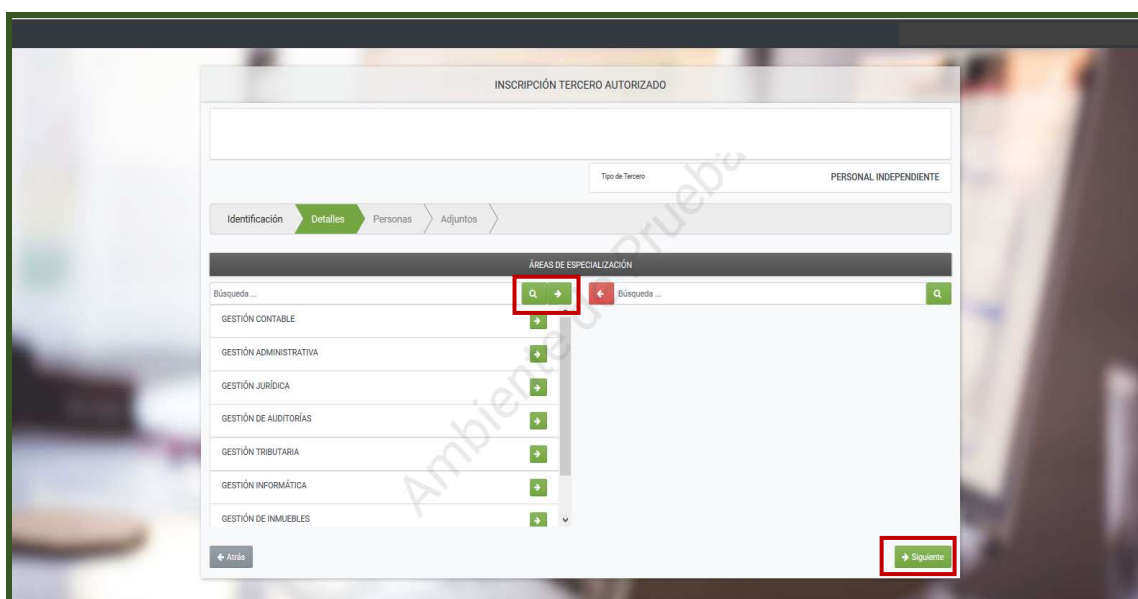 INSCRIPCIÓN TERCERO AUTORIZADO
Tipo de Tercero PERSONAL INDEPENDIENTE
Identificación Detalles Personas Adjuntos
ÁREAS DE ESPECIALIZACIÓN
Búsqueda ... Búsqueda ...
GESTIÓN CONTABLE
GESTIÓN ADMINISTRATIVA
GESTIÓN JURÍDICA
GESTIÓN DE AUDITORÍAS
GESTIÓN TRIBUTARIA
GESTIÓN INFORMÁTICA
GESTIÓN DE INMUEBLES
Atrás Siguiente
Ambiente de Prueba